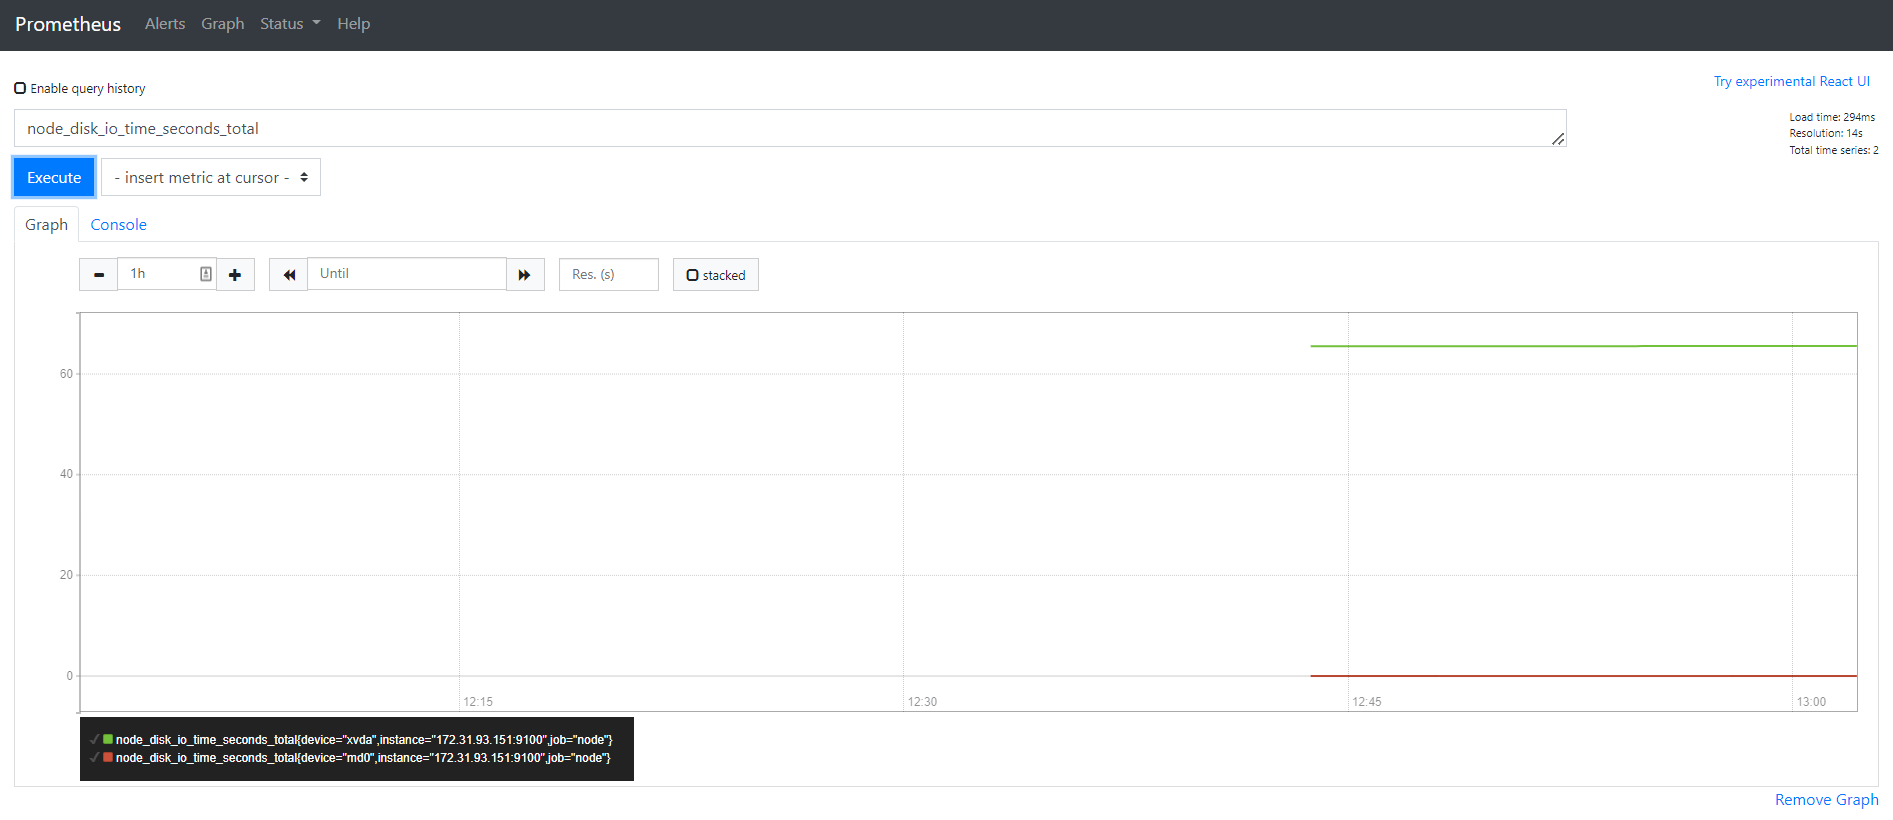 Prometheus Alerts Graph Status Help
Enable query history
Try experimental React UI
node_disk_io_time_seconds_total
Load time: 294ms
Resolution: 14s
Total time series: 2
Execute
- insert metric at cursor -
Graph Console
1h
Until
Res. (s)
stacked
60
40
20
0
12:15 12:30 12:45 13:00
node_disk_io_time_seconds_total{device="xvda",instance="172.31.93.151:9100",job="node"}
node_disk_io_time_seconds_total{device="md0",instance="172.31.93.151:9100",job="node"}
Remove Graph